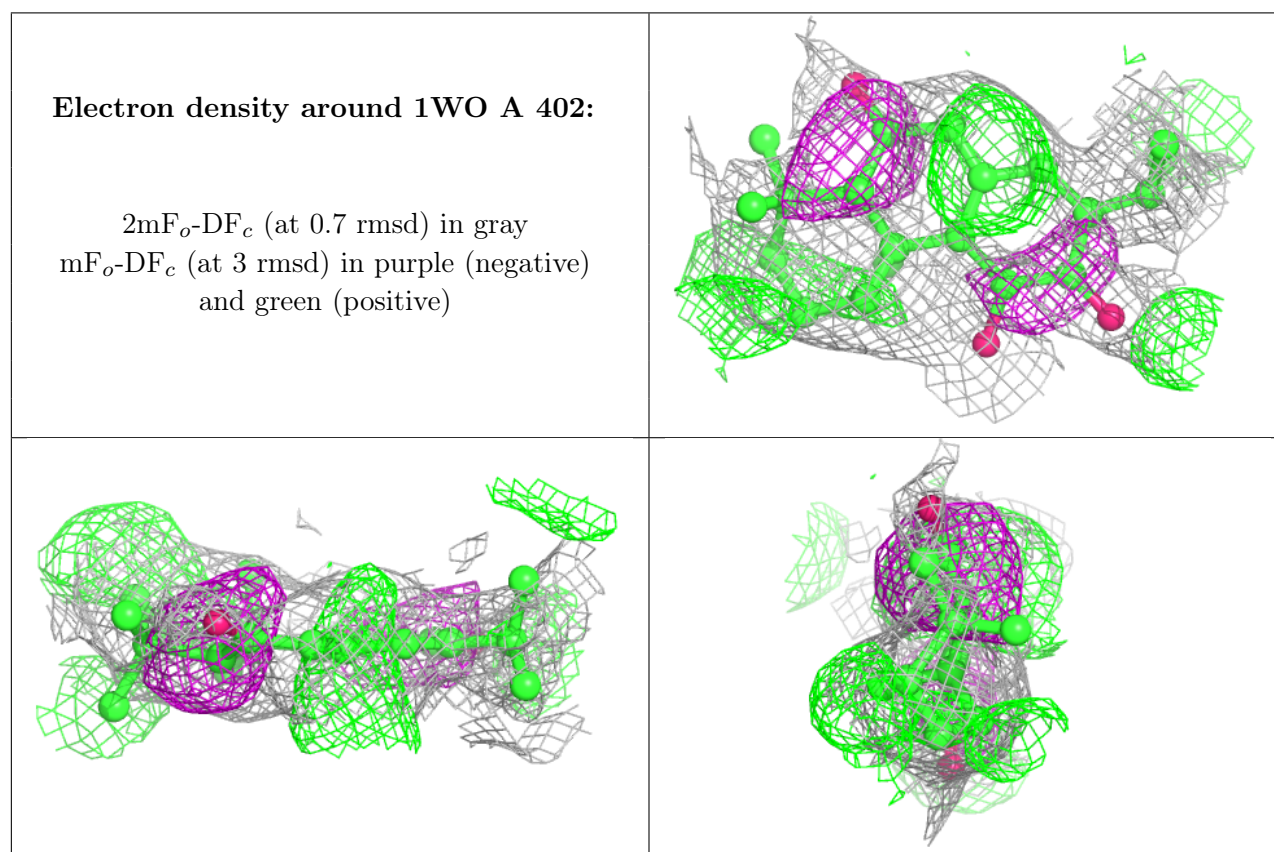 Electron density around 1WO A 402:
2mFo-DFc (at 0.7 rmsd) in gray
mFo-DFc (at 3 rmsd) in purple (negative)
and green (positive)